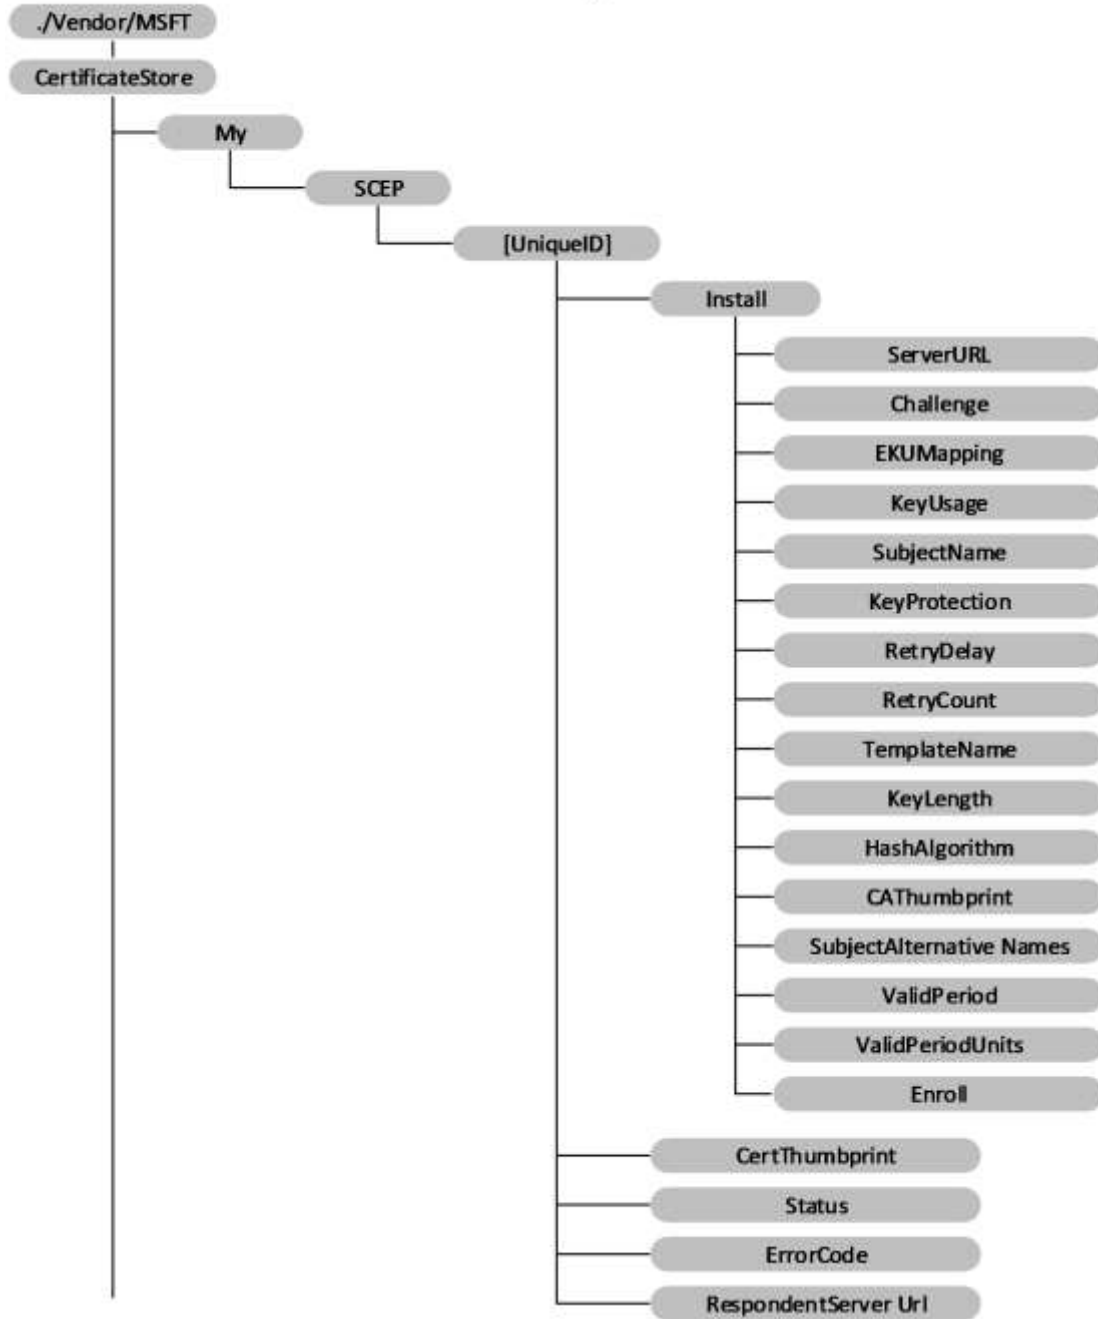 ./Vendor/MSFT
CertificateStore
My
SCEP
[UniqueID]
Install
ServerURL
Challenge
EKUMapping
KeyUsage
SubjectName
KeyProtection
RetryDelay
RetryCount
TemplateName
KeyLength
HashAlgorithm
CAThumbprint
SubjectAlternative Names
ValidPeriod
ValidPeriodUnits
Enroll
CertThumbprint
Status
ErrorCode
RespondentServer Url